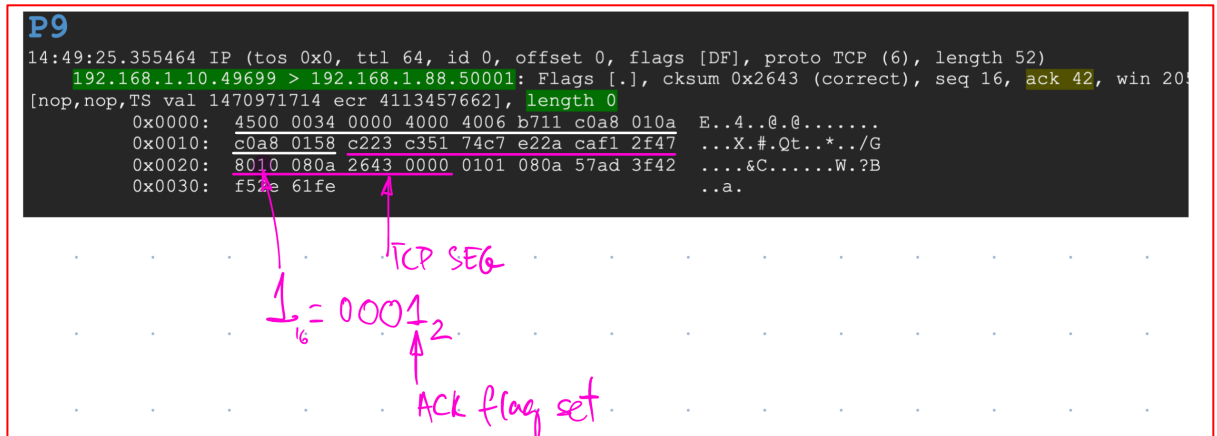 P9
14:49:25.355464 IP (tos 0x0, ttl 64, id 0, offset 0, flags [DF], proto TCP (6), length 52)
192.168.1.10.49699 > 192.168.1.88.50001: Flags [.], cksum 0x2643 (correct), seq 16, ack 42, win 205
[nop,nop,TS val 1470971714 ecr 4113457662], length 0
0x0000: 4500 0034 0000 4000 4006 b711 c0a8 010a E..4..@.@.......
0x0010: c0a8 0158 c223 c351 74c7 e22a caf1 2f47 ...X.#.Qt..*../G
0x0020: 8010 080a 2643 0000 0101 080a 57ad 3f42 ....&C......W.?B
0x0030: f52e 61fe ..a.
TCP SEG
1₁₆ = 0001₂
ACK flag set